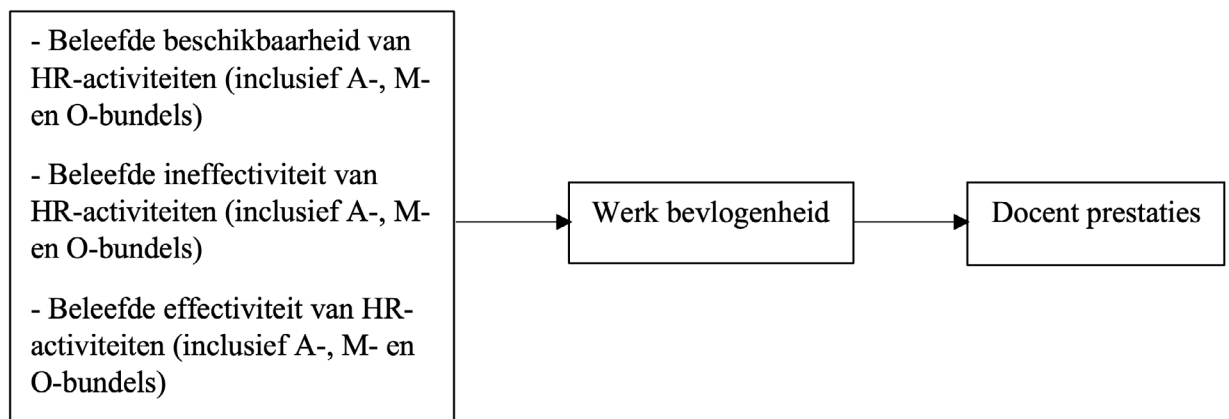 - Beleefde beschikbaarheid van
HR-activiteiten (inclusief A-, M-
en O-bundels)
- Beleefde ineffectiviteit van
HR-activiteiten (inclusief A-, M-
en O-bundels)
- Beleefde effectiviteit van HR-
activiteiten (inclusief A-, M- en
O-bundels)
Werk bevlogenheid
Docent prestaties